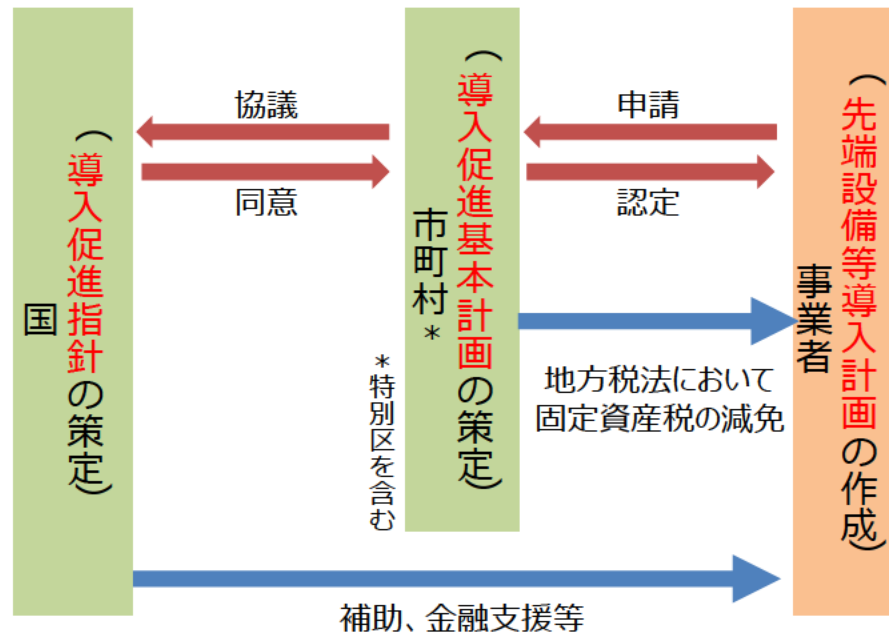 国
（導入促進指針の策定）
協議
同意
市町村*
（導入促進基本計画の策定）
*特別区を含む
申請
認定
地方税法において
固定資産税の減免
事業者
（先端設備等導入計画の作成）
補助、金融支援等